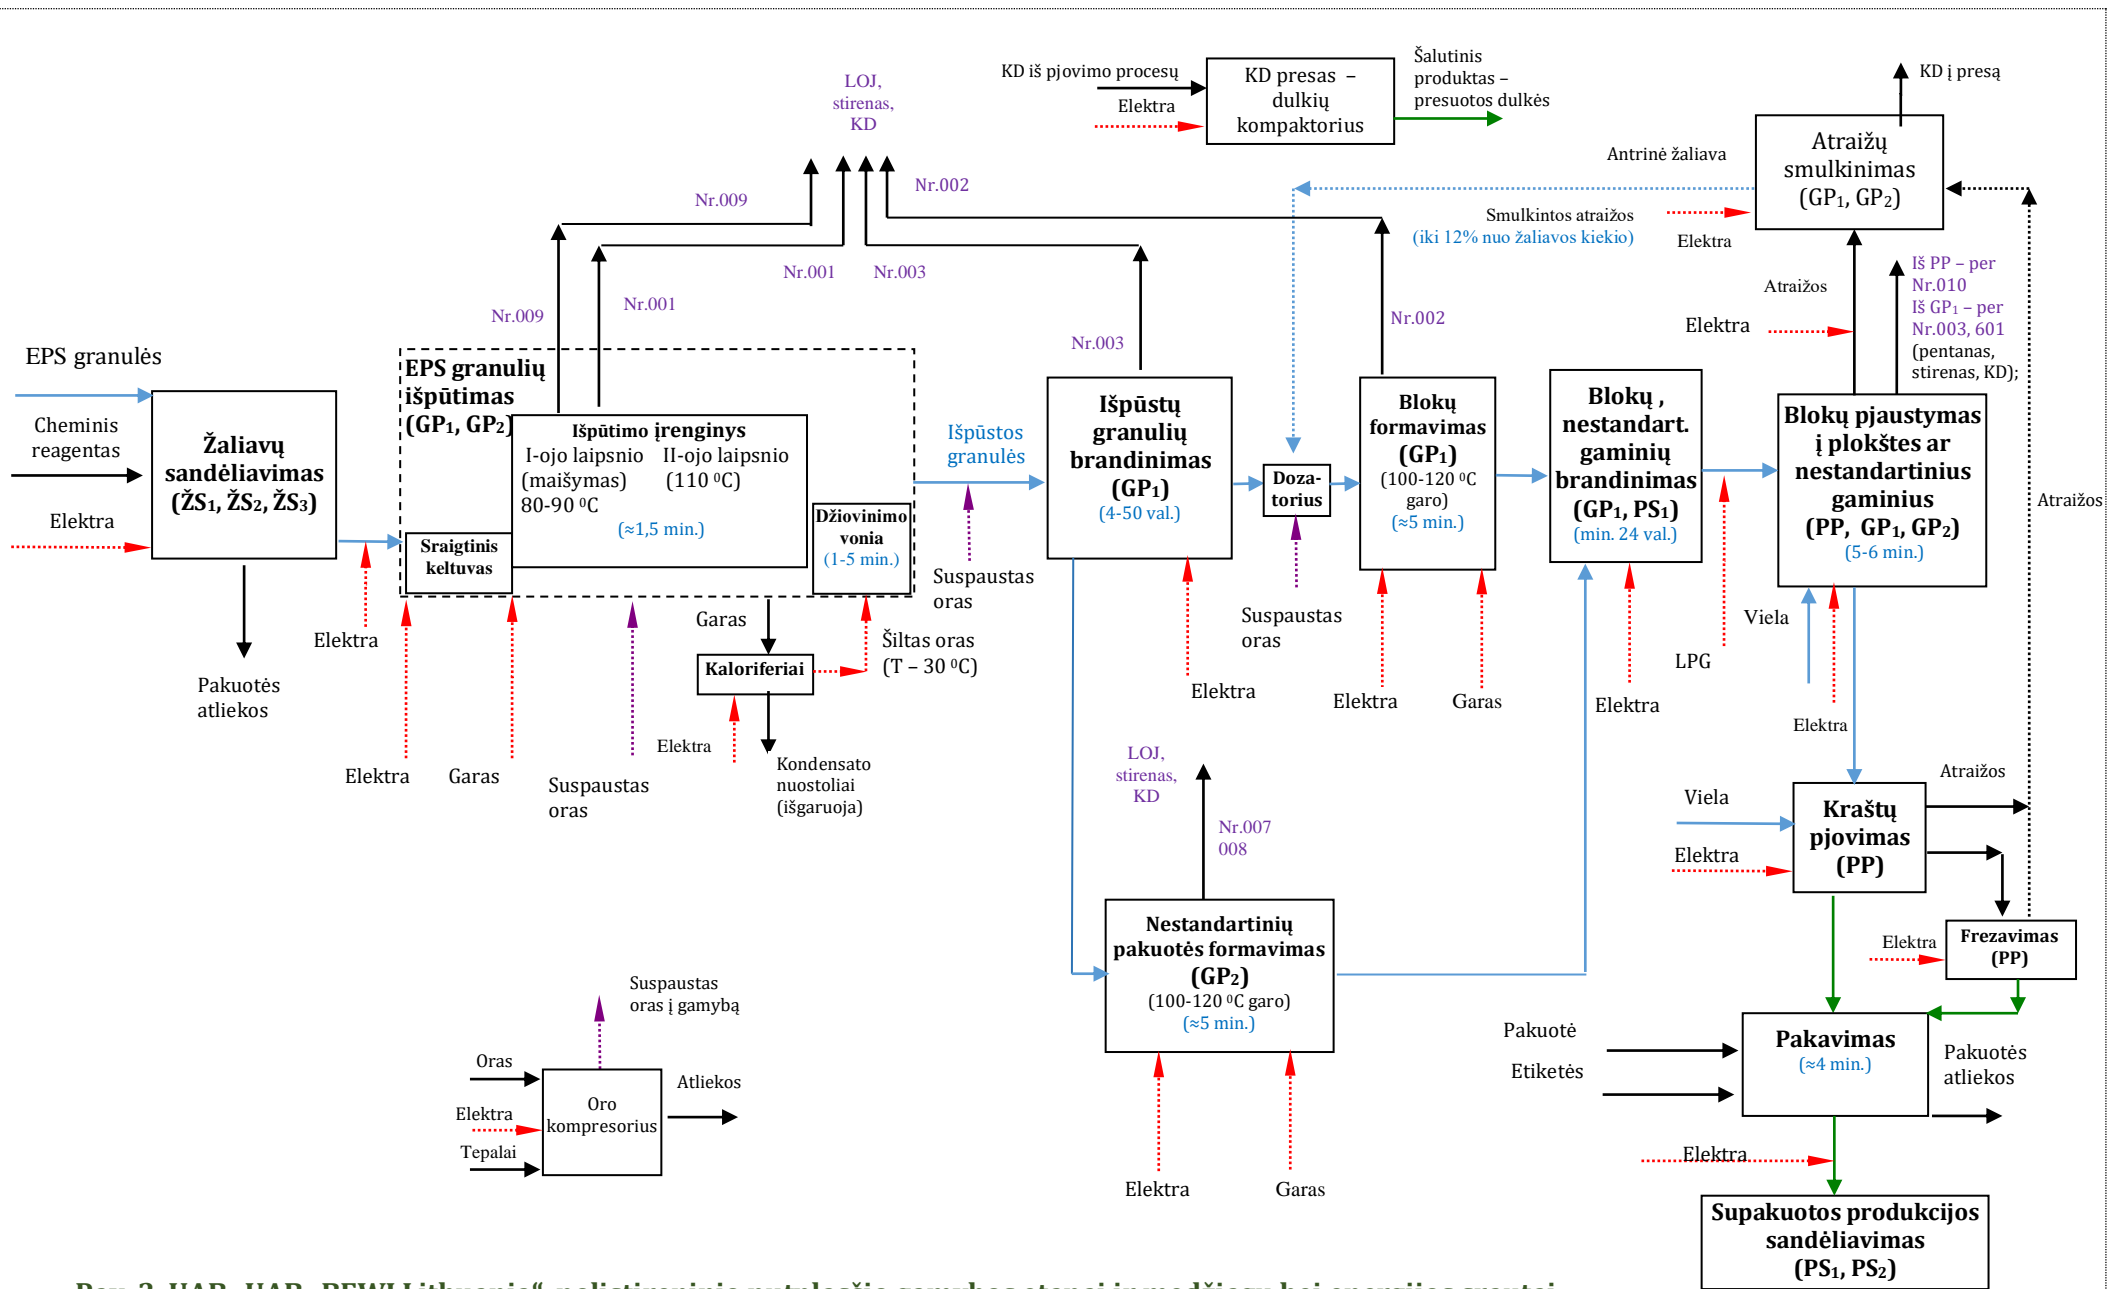 LOJ,
stirenas,
KD
KD iš pjovimo procesų
Elektra
KD presas –
dulkių
kompaktorius
Šalutinis
produktas –
presuotos dulkės
KD į presą
Atraižų
smulkinimas
(GP₁, GP₂)
Antrinė žaliava
Smulkintos atraižos
(iki 12% nuo žaliavos kiekio)
Elektra
Nr.009
Nr.002
Nr.001
Nr.003
Nr.009
Nr.001
Nr.003
Nr.002
Atraižos
Elektra
Iš PP – per
Nr.010
Iš GP₁ – per
Nr.003, 601
(pentanas,
stirenas, KD);
Atraižos
EPS granulės
Cheminis
reagentas
Elektra
Žaliavų
sandėliavimas
(ŽS₁, ŽS₂, ŽS₃)
Pakuotės
atliekos
Elektra
EPS granulių
išpūtimas
(GP₁, GP₂)
Išpūtimo įrenginys
I-ojo laipsnio II-ojo laipsnio
(maišymas) (110 ⁰C)
80-90 ⁰C
(≈1,5 min.)
Sraigtinis
keltuvas
Džiovinimo
vonia
(1-5 min.)
Elektra
Garas
Suspaustas
oras
Garas
Kaloriferiai
Šiltas oras
(T – 30 ⁰C)
Elektra
Kondensato
nuostoliai
(išgaruoja)
Išpūstos
granulės
Suspaustas
oras
Išpūstų
granulių
brandinimas
(GP₁)
(4-50 val.)
Elektra
Doza-
torius
Suspaustas
oras
Blokų
formavimas
(GP₁)
(100-120 ⁰C
garo)
(≈5 min.)
Elektra
Garas
Blokų ,
nestandart.
gaminių
brandinimas
(GP₁, PS₁)
(min. 24 val.)
Elektra
LPG
Blokų pjaustymas
į plokštes ar
nestandartinius
gaminius
(PP, GP₁, GP₂)
(5-6 min.)
Viela
Elektra
LOJ,
stirenas,
KD
Nr.007
008
Nestandartinių
pakuotės formavimas
(GP₂)
(100-120 ⁰C garo)
(≈5 min.)
Elektra
Garas
Viela
Elektra
Kraštų
pjovimas
(PP)
Atraižos
Elektra
Frezavimas
(PP)
Pakuotė
Etiketės
Pakavimas
(≈4 min.)
Pakuotės
atliekos
Elektra
Supakuotos produkcijos
sandėliavimas
(PS₁, PS₂)
Suspaustas
oras į gamybą
Oras
Elektra
Tepalai
Oro
kompresorius
Atliekos